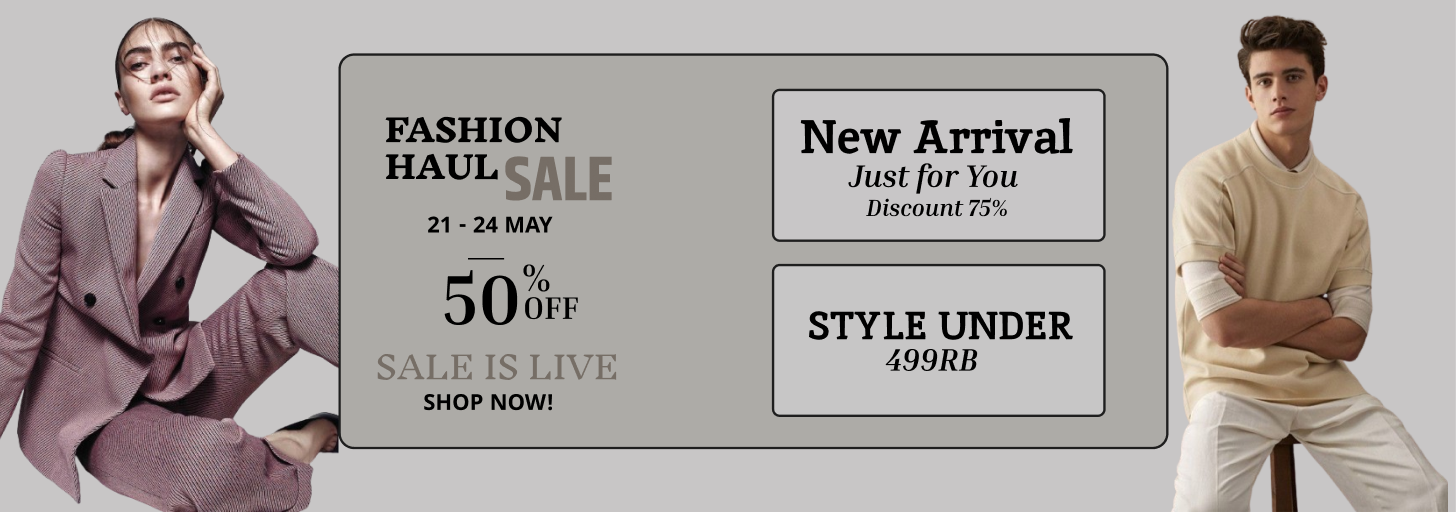 FASHION
HAUL SALE
21 - 24 MAY
50%
OFF
SALE IS LIVE
SHOP NOW!
New Arrival
Just for You
Discount 75%
STYLE UNDER
499RB